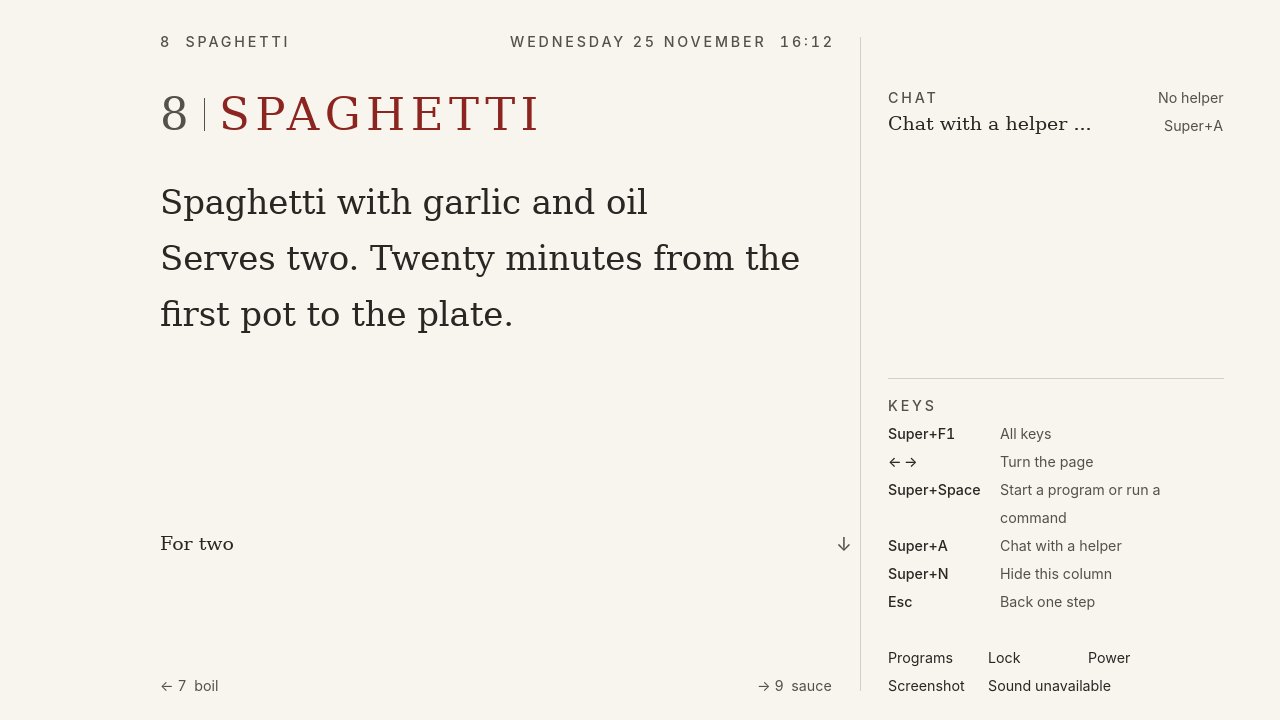 8 SPAGHETTI
WEDNESDAY 25 NOVEMBER 16:12
8 SPAGHETTI
Spaghetti with garlic and oil
Serves two. Twenty minutes from the
first pot to the plate.
For two ↓
← 7 boil
→ 9 sauce
CHAT No helper
Chat with a helper ... Super+A
KEYS
Super+F1 All keys
← → Turn the page
Super+Space Start a program or run a
command
Super+A Chat with a helper
Super+N Hide this column
Esc Back one step
Programs Lock Power
Screenshot Sound unavailable